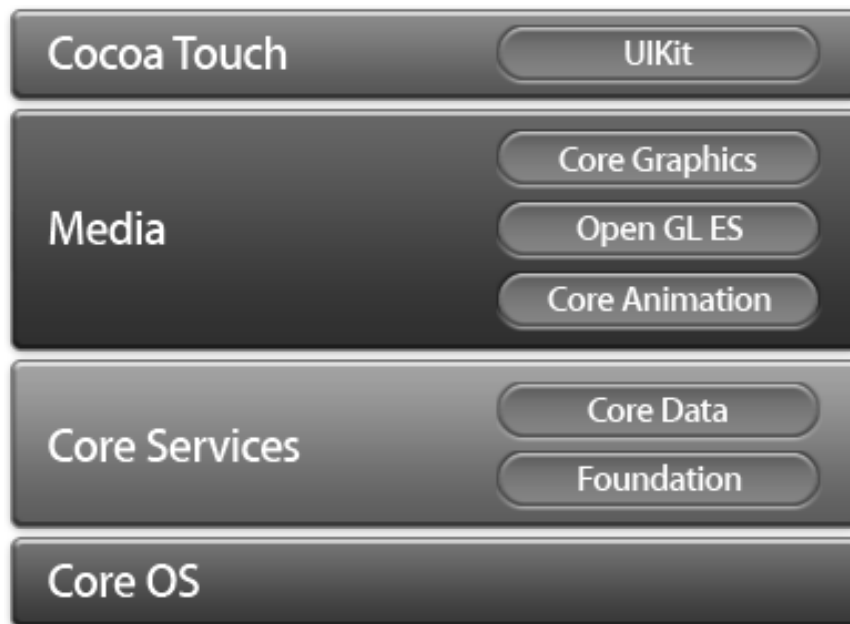 Cocoa Touch
UIKit
Media
Core Graphics
Open GL ES
Core Animation
Core Services
Core Data
Foundation
Core OS